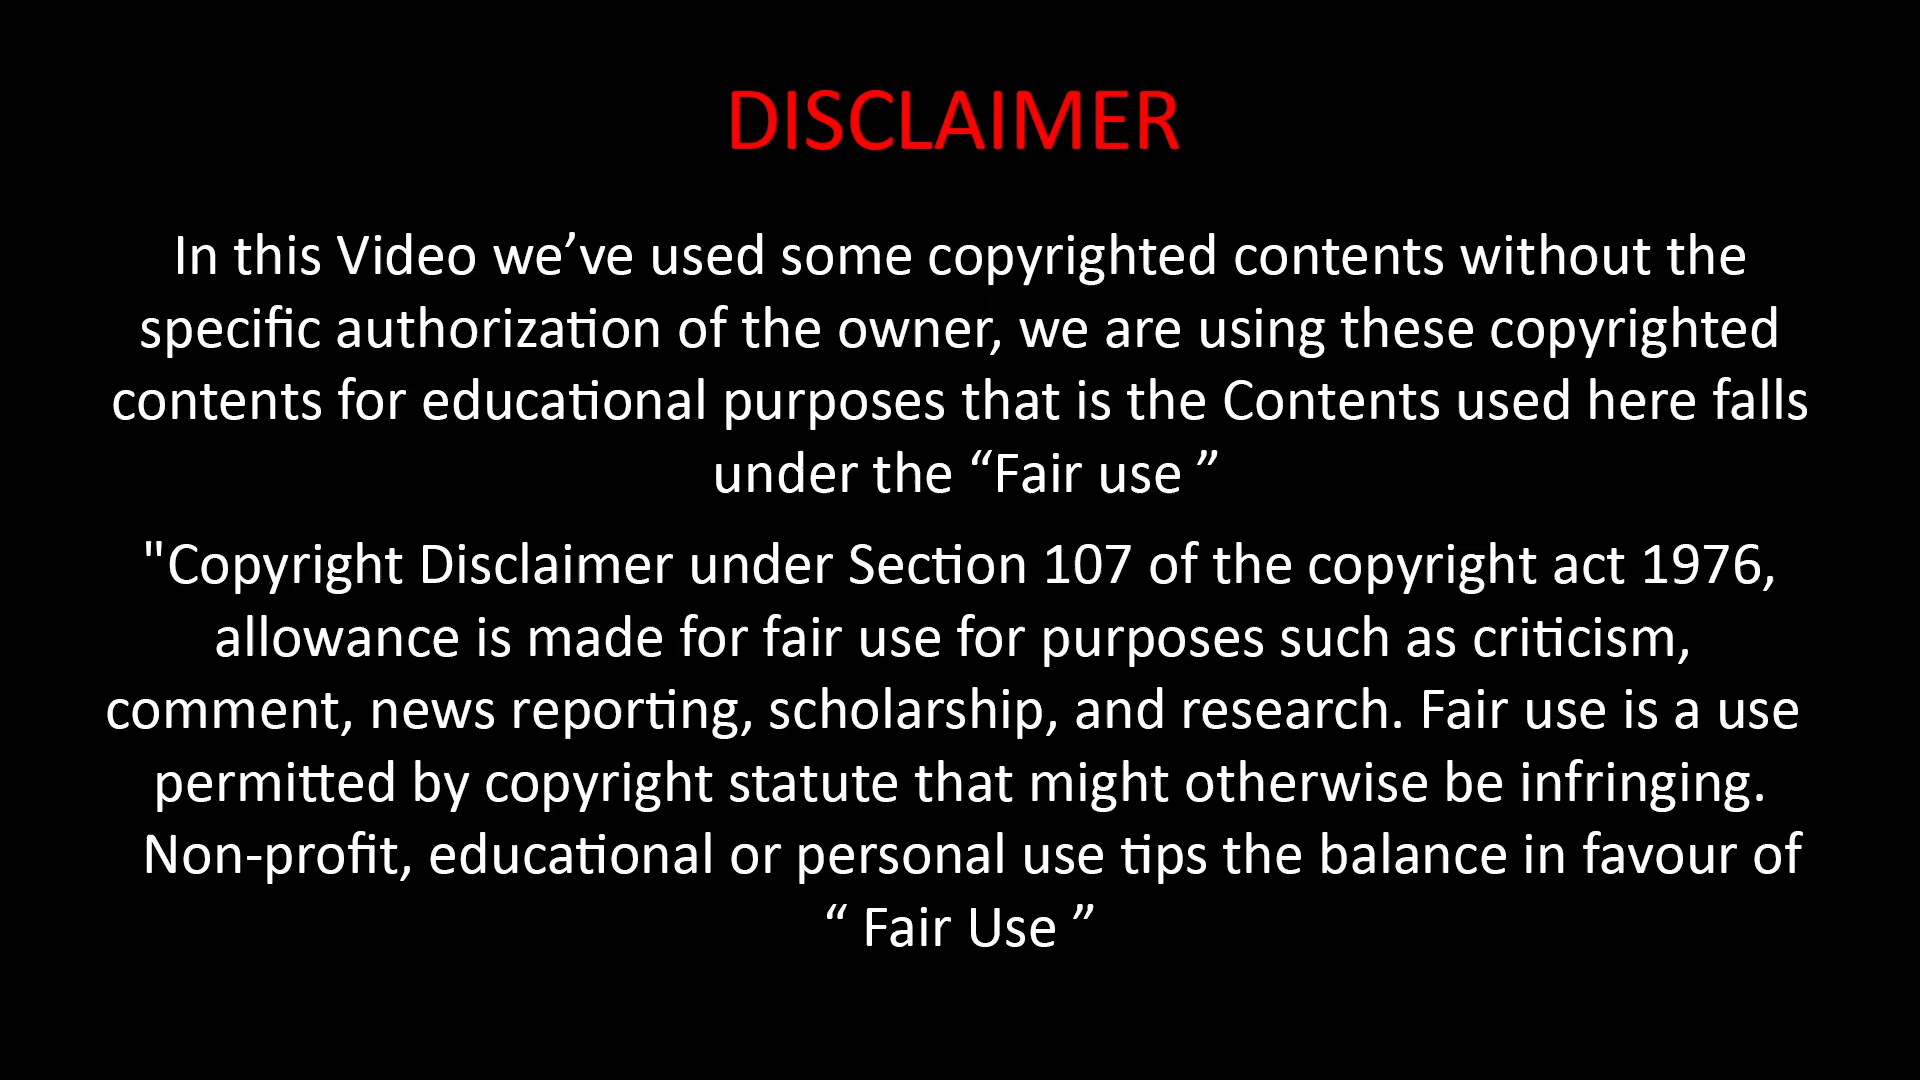 DISCLAIMER
In this Video we’ve used some copyrighted contents without the
specific authorization of the owner, we are using these copyrighted
contents for educational purposes that is the Contents used here falls
under the “Fair use ”
"Copyright Disclaimer under Section 107 of the copyright act 1976,
allowance is made for fair use for purposes such as criticism,
comment, news reporting, scholarship, and research. Fair use is a use
permitted by copyright statute that might otherwise be infringing.
Non-profit, educational or personal use tips the balance in favour of
“ Fair Use ”